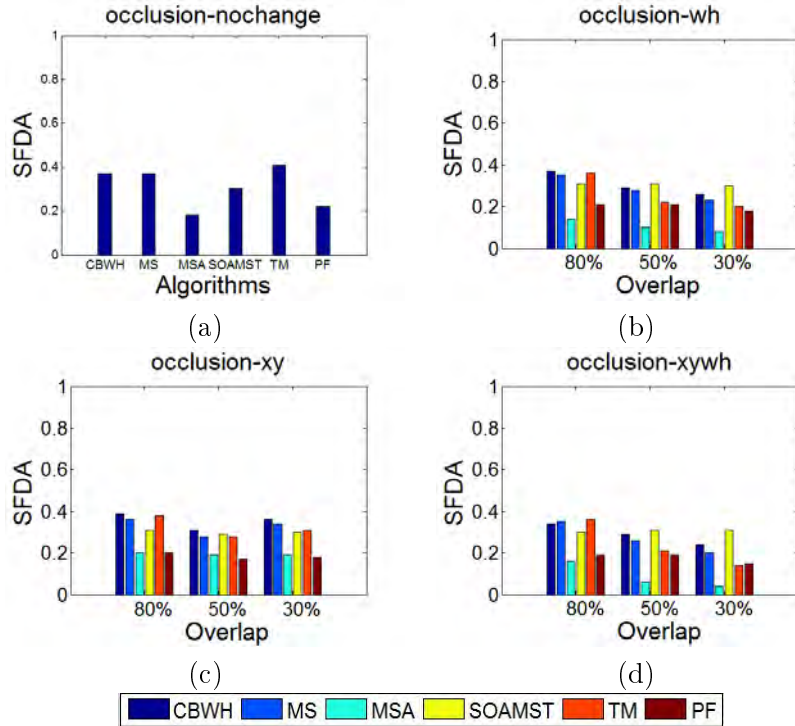 occlusion-nochange
1
0.8
0.6
0.4
0.2
0
SFDA
CBWH MS MSA SOAMST TM PF
Algorithms
(a)
occlusion-wh
1
0.8
0.6
0.4
0.2
0
SFDA
80% 50% 30%
Overlap
(b)
occlusion-xy
1
0.8
0.6
0.4
0.2
0
SFDA
80% 50% 30%
Overlap
(c)
occlusion-xywh
1
0.8
0.6
0.4
0.2
0
SFDA
80% 50% 30%
Overlap
(d)
CBWH MS MSA SOAMST TM PF